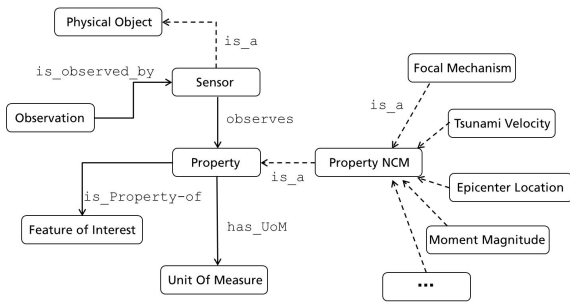 Physical Object
is_a
is_observed_by
Sensor
Focal Mechanism
Observation
observes
is_a
Tsunami Velocity
Property
is_a
Property NCM
Epicenter Location
is_Property-of
Feature of Interest
has_UoM
Moment Magnitude
Unit Of Measure
...